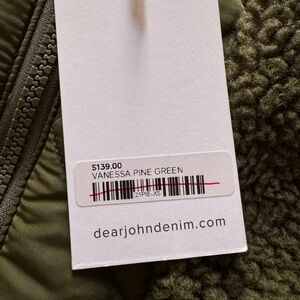 $139.00
VANESSA PINE GREEN
dearjohndenim.com